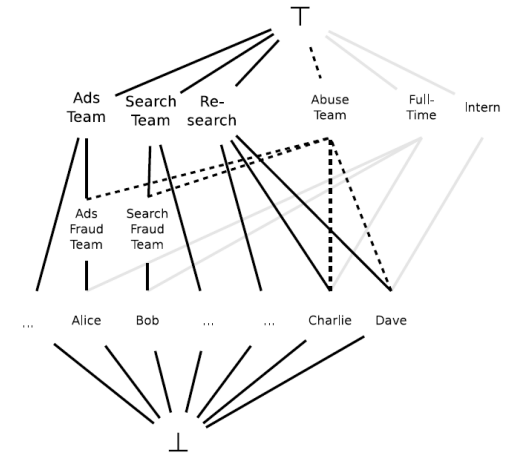 ⊤
Ads
Team
Search
Team
Re-
search
Abuse
Team
Full-
Time
Intern
Ads
Fraud
Team
Search
Fraud
Team
...
Alice
Bob
...
...
Charlie
Dave
⊥